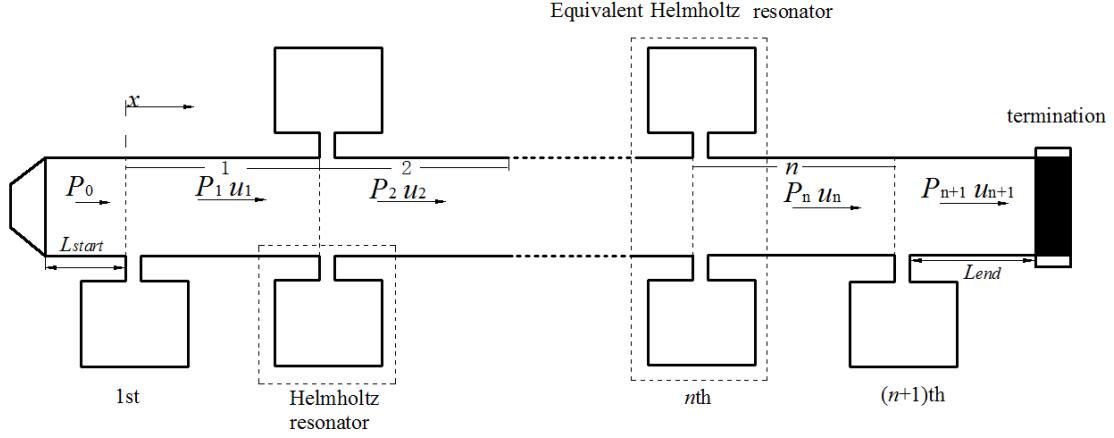 Equivalent Helmholtz resonator
x
termination
1
2
n
P0
P1 u1
P2 u2
Pn un
Pn+1 un+1
Lstart
Lend
1st
Helmholtz
resonator
nth
(n+1)th